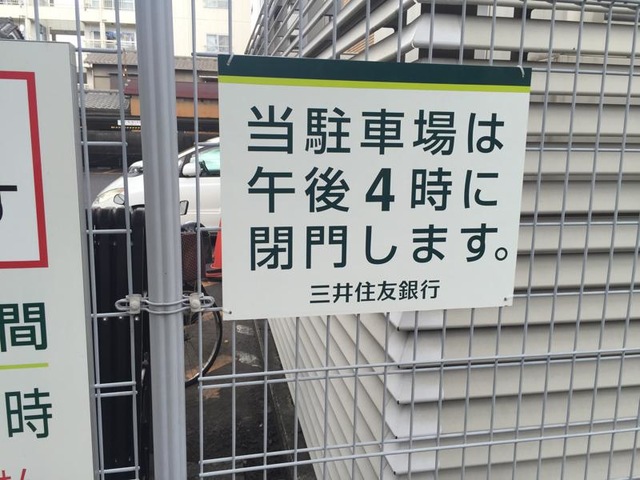 当駐車場は
午後4時に
閉門します。
三井住友銀行
間
時